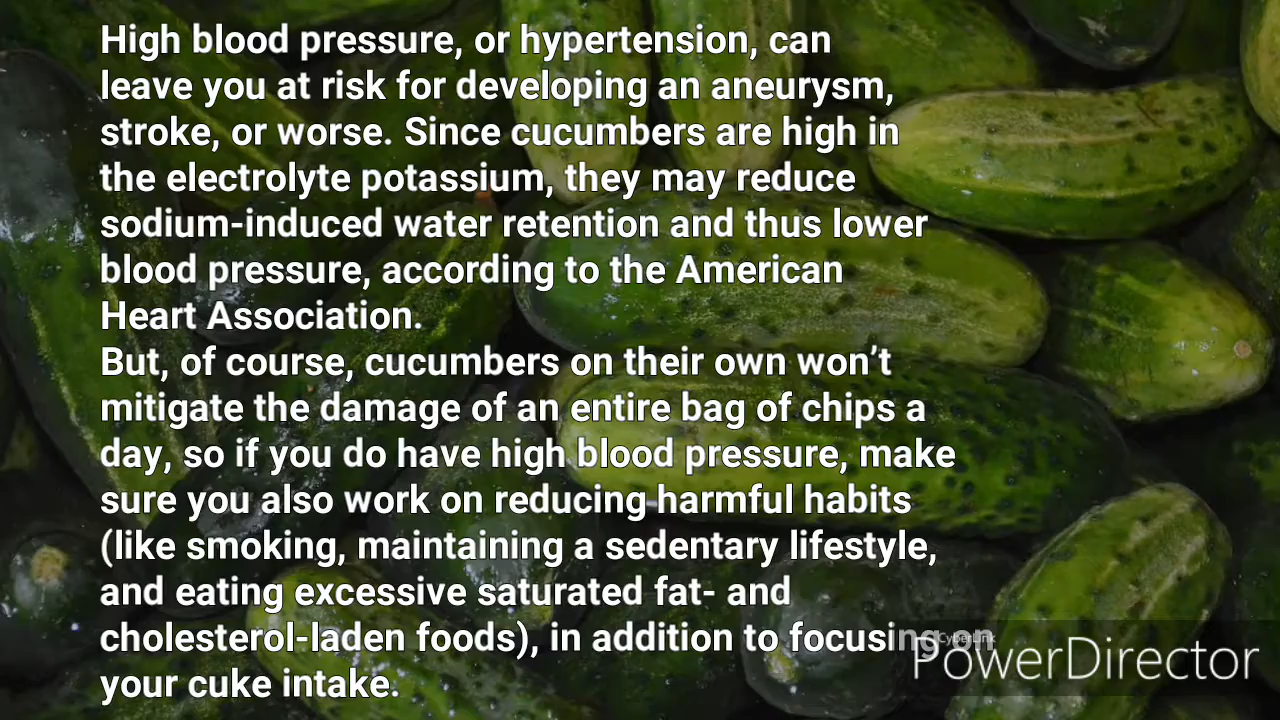 High blood pressure, or hypertension, can
leave you at risk for developing an aneurysm,
stroke, or worse. Since cucumbers are high in
the electrolyte potassium, they may reduce
sodium-induced water retention and thus lower
blood pressure, according to the American
Heart Association.
But, of course, cucumbers on their own won’t
mitigate the damage of an entire bag of chips a
day, so if you do have high blood pressure, make
sure you also work on reducing harmful habits
(like smoking, maintaining a sedentary lifestyle,
and eating excessive saturated fat- and
cholesterol-laden foods), in addition to focusing on
your cuke intake.
CyberLink
PowerDirector